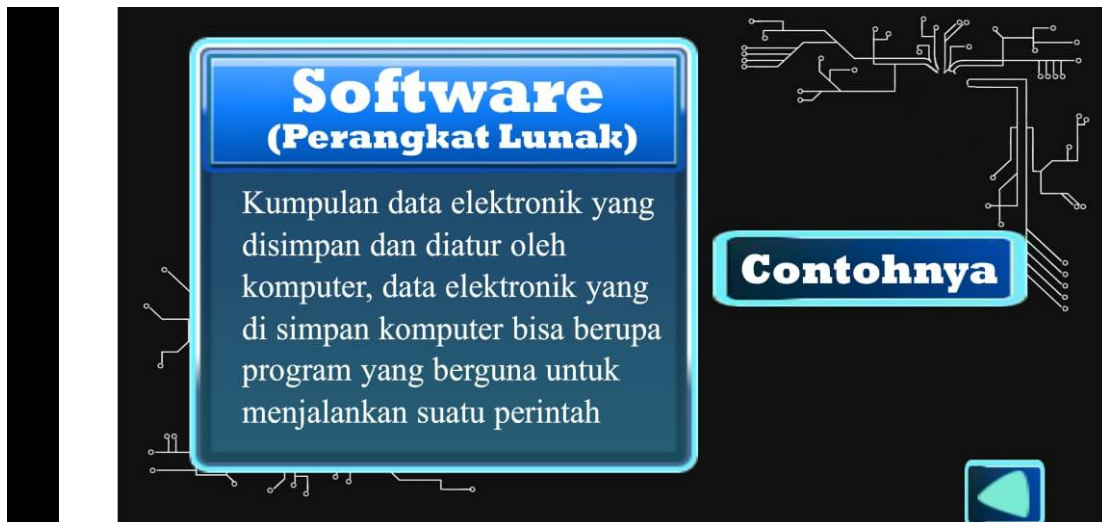 Software
(Perangkat Lunak)
Kumpulan data elektronik yang
disimpan dan diatur oleh
komputer, data elektronik yang
di simpan komputer bisa berupa
program yang berguna untuk
menjalankan suatu perintah
Contohnya